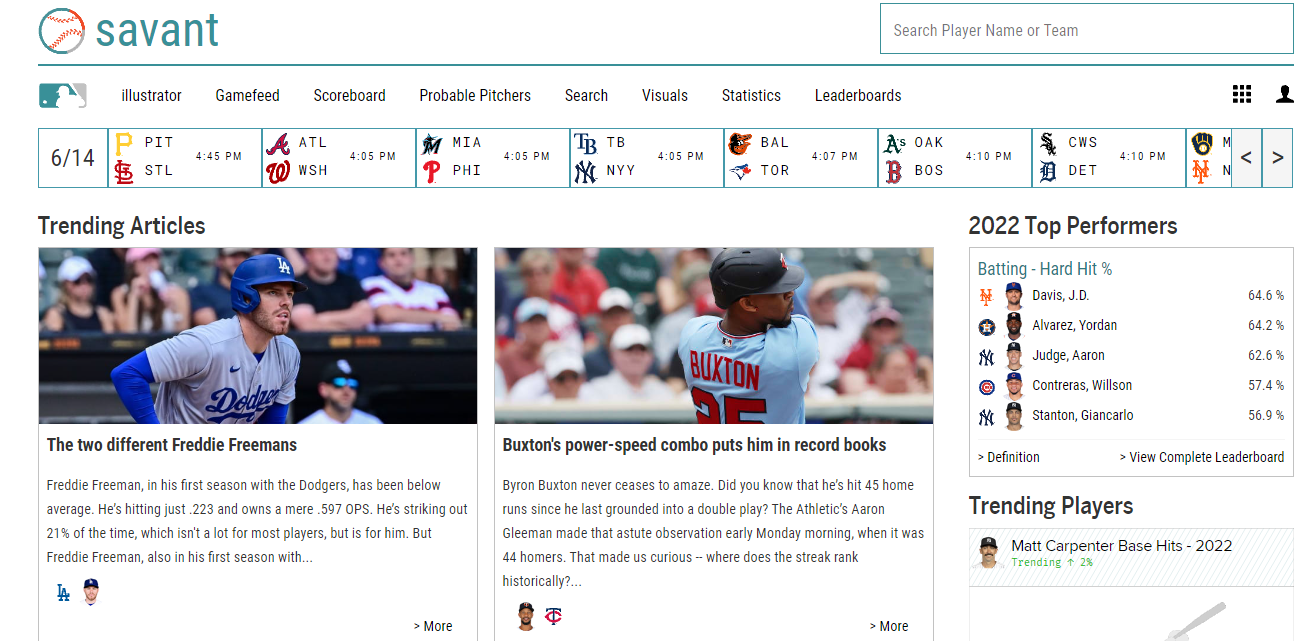 savant
Search Player Name or Team
illustrator Gamefeed Scoreboard Probable Pitchers Search Visuals Statistics Leaderboards
6/14
PIT
STL
4:45 PM
ATL
WSH
4:05 PM
MIA
PHI
4:05 PM
TB
NYY
4:05 PM
BAL
TOR
4:07 PM
OAK
BOS
4:10 PM
CWS
DET
4:10 PM
M
N
< >
Trending Articles
LA
Dodgers
The two different Freddie Freemans
Freddie Freeman, in his first season with the Dodgers, has been below
average. He's hitting just .223 and owns a mere .597 OPS. He's striking out
21% of the time, which isn't a lot for most players, but is for him. But
Freddie Freeman, also in his first season with...
> More
BUXTON
25
Buxton's power-speed combo puts him in record books
Byron Buxton never ceases to amaze. Did you know that he's hit 45 home
runs since he last grounded into a double play? The Athletic's Aaron
Gleeman made that astute observation early Monday morning, when it was
44 homers. That made us curious -- where does the streak rank
historically?...
> More
2022 Top Performers
Batting - Hard Hit %
Davis, J.D. 64.6 %
Alvarez, Yordan 64.2 %
Judge, Aaron 62.6 %
Contreras, Willson 57.4 %
Stanton, Giancarlo 56.9 %
> Definition > View Complete Leaderboard
Trending Players
Matt Carpenter Base Hits - 2022
Trending ↑ 2%